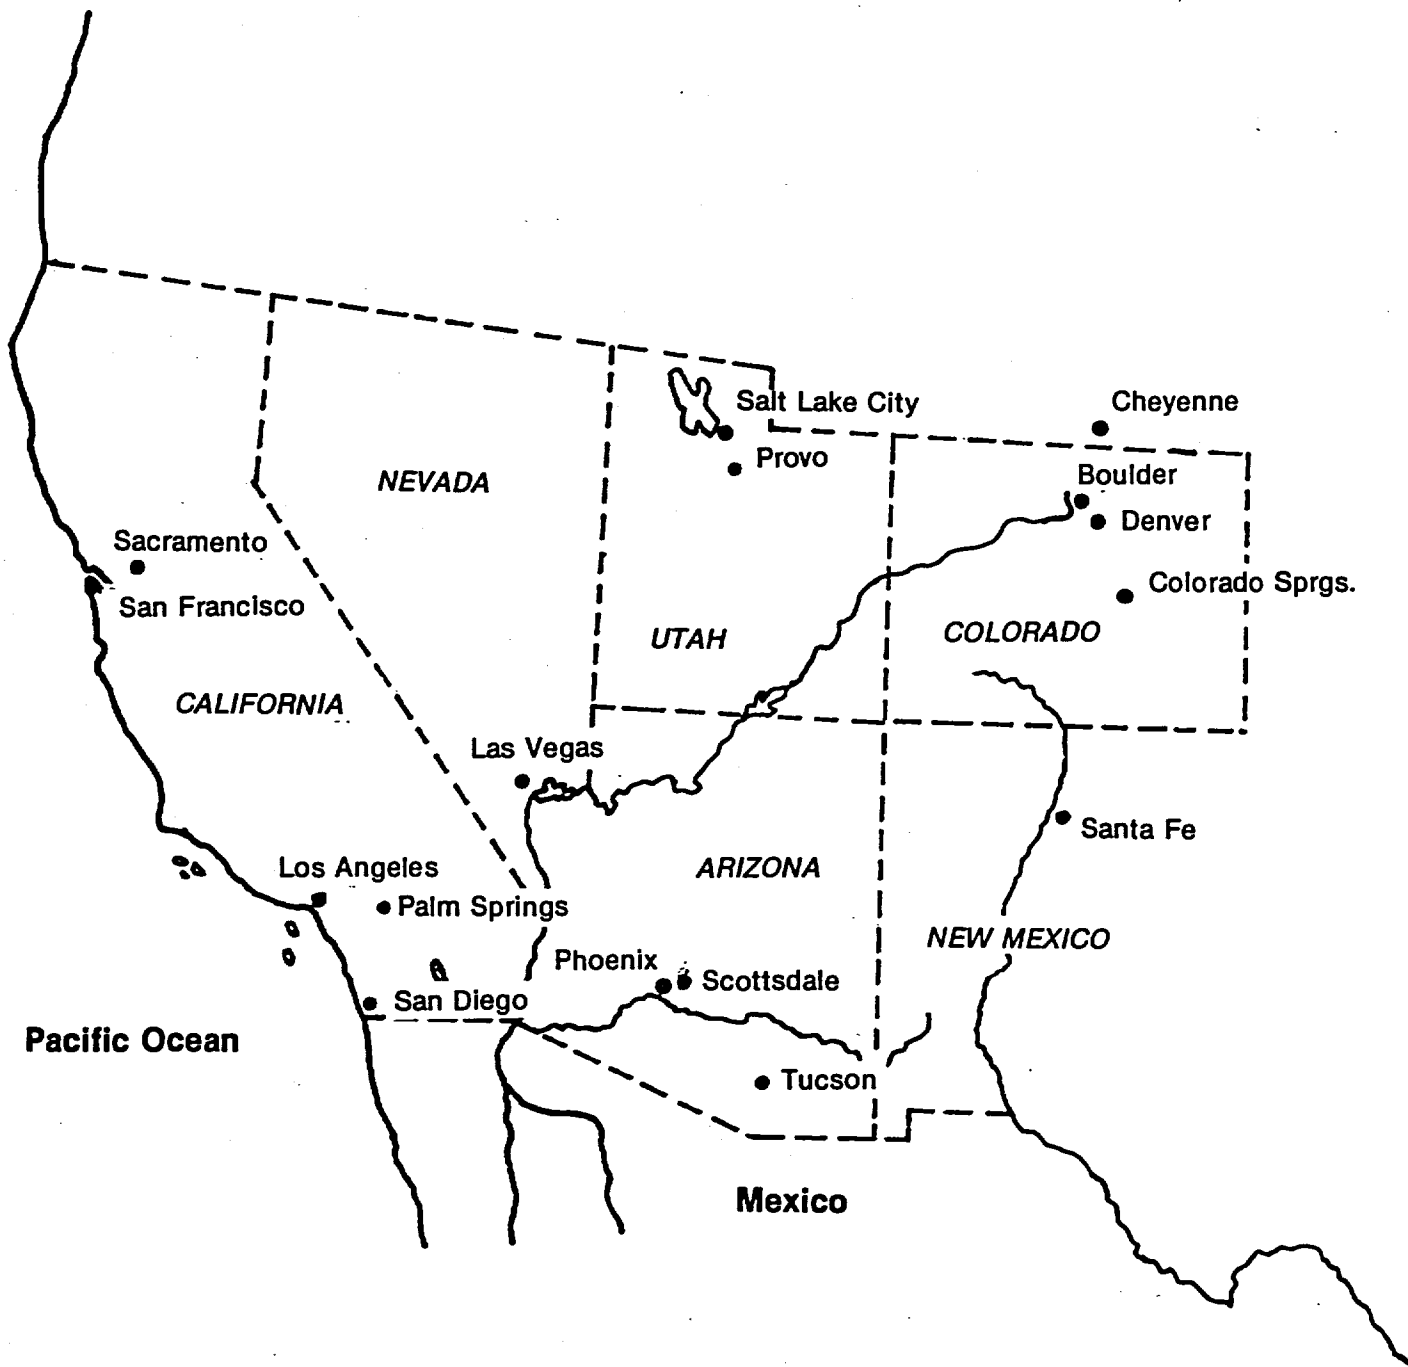 Salt Lake City
Cheyenne
Provo
Boulder
NEVADA
Denver
Sacramento
Colorado Sprgs.
San Francisco
UTAH
COLORADO
CALIFORNIA
Las Vegas
Santa Fe
Los Angeles
ARIZONA
Palm Springs
NEW MEXICO
Phoenix
Scottsdale
San Diego
Pacific Ocean
Tucson
Mexico